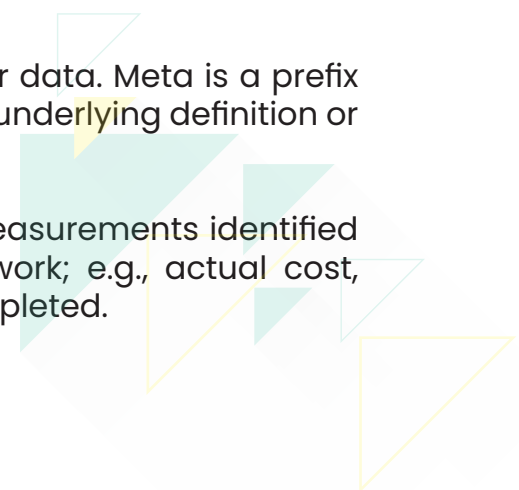 r data. Meta is a prefix
underlying definition or
easurements identified
work; e.g., actual cost,
pleted.